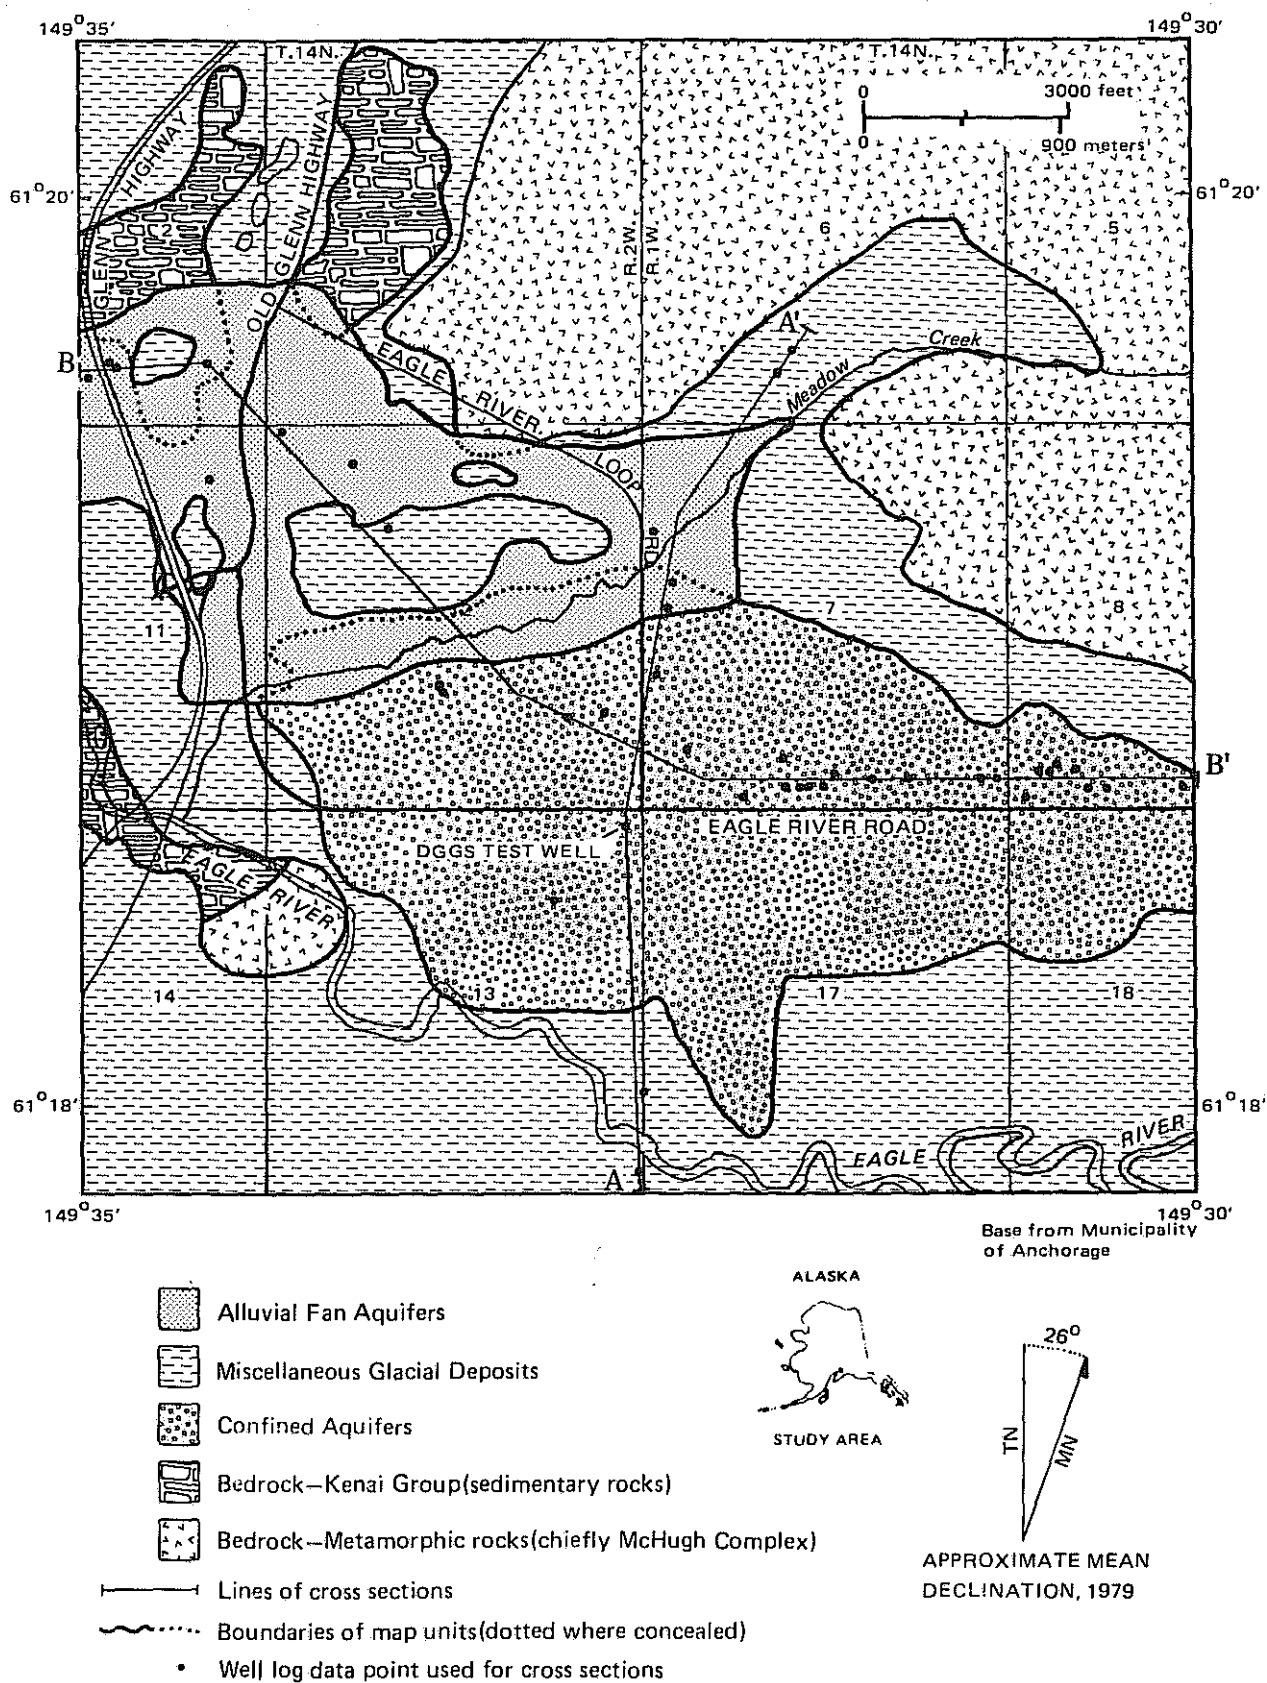 149°35'
149°30'
T.14N.
T.14N.
0
3000 feet
0
900 meters
61°20'
61°20'
GLENN
HIGHWAY
OLD GLENN HIGHWAY
2
R.2W.
R.1W.
6
5
B
A'
Meadow
Creek
EAGLE
RIVER
LOOP
RD
11
7
8
B'
DGGS TEST WELL
EAGLE RIVER ROAD
EAGLE
RIVER
14
13
17
18
61°18'
61°18'
A
EAGLE
RIVER
149°35'
149°30'
Base from Municipality
of Anchorage
Alluvial Fan Aquifers
Miscellaneous Glacial Deposits
Confined Aquifers
Bedrock—Kenai Group(sedimentary rocks)
Bedrock—Metamorphic rocks(chiefly McHugh Complex)
Lines of cross sections
Boundaries of map units(dotted where concealed)
Well log data point used for cross sections
ALASKA
STUDY AREA
26°
TN
MN
APPROXIMATE MEAN
DECLINATION, 1979